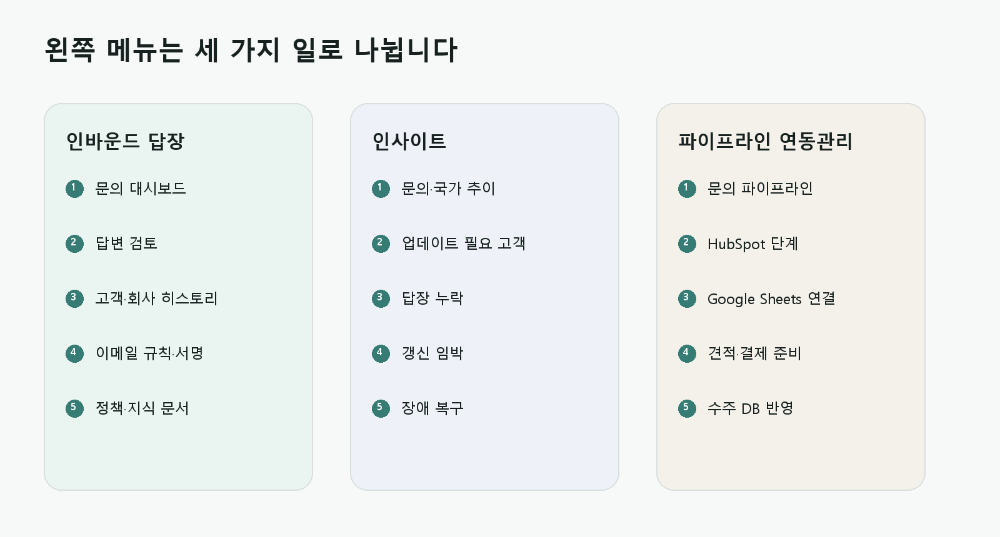 왼쪽 메뉴는 세 가지 일로 나뉩니다
인바운드 답장
1 문의 대시보드
2 답변 검토
3 고객·회사 히스토리
4 이메일 규칙·서명
5 정책·지식 문서
인사이트
1 문의·국가 추이
2 업데이트 필요 고객
3 답장 누락
4 갱신 임박
5 장애 복구
파이프라인 연동관리
1 문의 파이프라인
2 HubSpot 단계
3 Google Sheets 연결
4 견적·결제 준비
5 수주 DB 반영